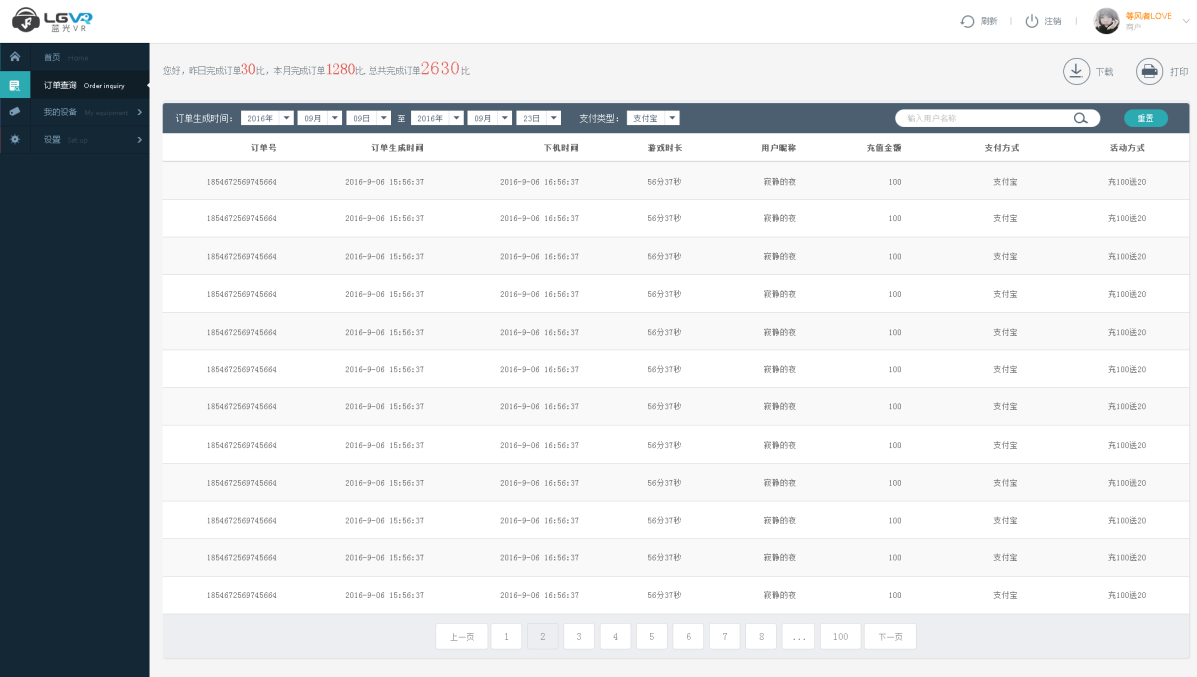 LGVR
蓝光VR
刷新 | 注销 | 等风者LOVE
商户
首页 Home
订单查询 Order inquiry
我的设备 My equipment
设置 Set up
您好，昨日完成订单30比，本月完成订单1280比, 总共完成订单2630比
下载 打印
订单生成时间： 2016年 09月 09日 至 2016年 09月 23日 支付类型： 支付宝 输入用户名称 重置
订单号 订单生成时间 下机时间 游戏时长 用户昵称 充值金额 支付方式 活动方式
1854672569745664 2016-9-06 15:56:37 2016-9-06 16:56:37 56分37秒 寂静的夜 100 支付宝 充100送20
1854672569745664 2016-9-06 15:56:37 2016-9-06 16:56:37 56分37秒 寂静的夜 100 支付宝 充100送20
1854672569745664 2016-9-06 15:56:37 2016-9-06 16:56:37 56分37秒 寂静的夜 100 支付宝 充100送20
1854672569745664 2016-9-06 15:56:37 2016-9-06 16:56:37 56分37秒 寂静的夜 100 支付宝 充100送20
1854672569745664 2016-9-06 15:56:37 2016-9-06 16:56:37 56分37秒 寂静的夜 100 支付宝 充100送20
1854672569745664 2016-9-06 15:56:37 2016-9-06 16:56:37 56分37秒 寂静的夜 100 支付宝 充100送20
1854672569745664 2016-9-06 15:56:37 2016-9-06 16:56:37 56分37秒 寂静的夜 100 支付宝 充100送20
1854672569745664 2016-9-06 15:56:37 2016-9-06 16:56:37 56分37秒 寂静的夜 100 支付宝 充100送20
1854672569745664 2016-9-06 15:56:37 2016-9-06 16:56:37 56分37秒 寂静的夜 100 支付宝 充100送20
1854672569745664 2016-9-06 15:56:37 2016-9-06 16:56:37 56分37秒 寂静的夜 100 支付宝 充100送20
1854672569745664 2016-9-06 15:56:37 2016-9-06 16:56:37 56分37秒 寂静的夜 100 支付宝 充100送20
1854672569745664 2016-9-06 15:56:37 2016-9-06 16:56:37 56分37秒 寂静的夜 100 支付宝 充100送20
上一页 1 2 3 4 5 6 7 8 ... 100 下一页